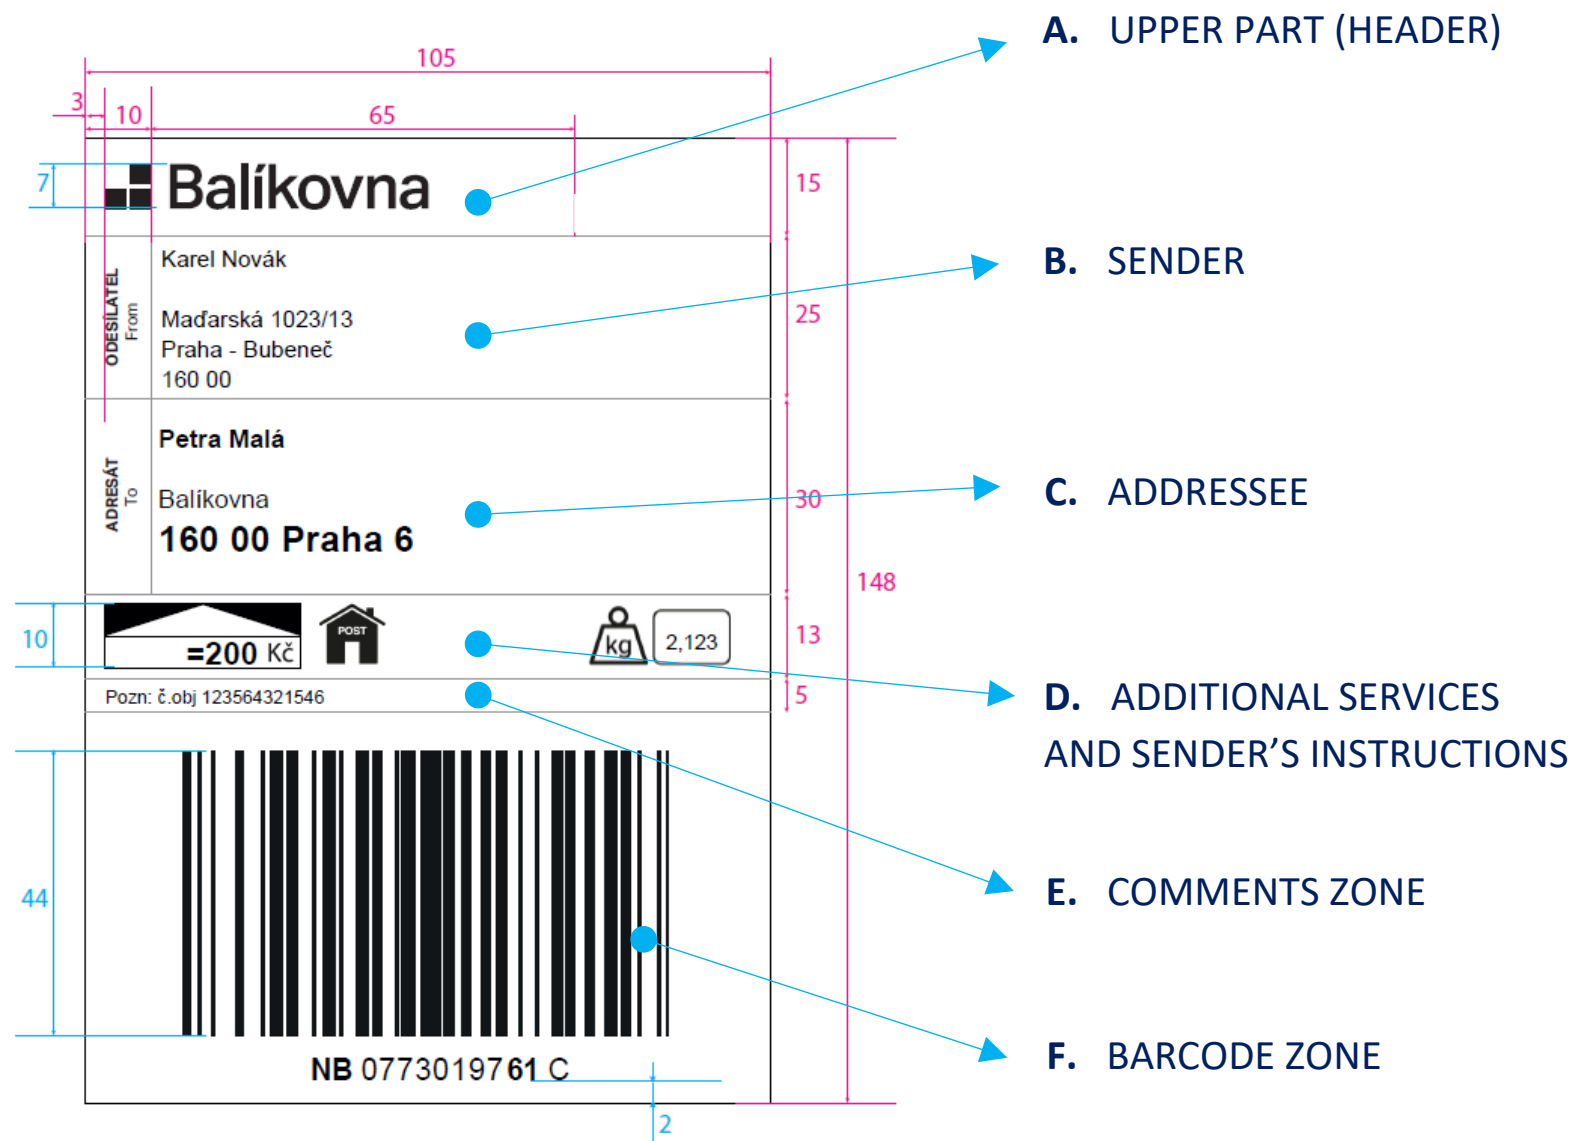 A. UPPER PART (HEADER)
105
3
10
65
7
Balíkovna
15
Karel Novák
B. SENDER
ODESÍLATEL
From
Maďarská 1023/13
25
Praha - Bubeneč
160 00
Petra Malá
ADRESÁT
To
Balíkovna
30
C. ADDRESSEE
160 00 Praha 6
148
10
=200 Kč
POST
kg
2,123
13
Pozn: č.obj 123564321546
5
D. ADDITIONAL SERVICES
AND SENDER'S INSTRUCTIONS
44
E. COMMENTS ZONE
F. BARCODE ZONE
NB 0773019761 C
2